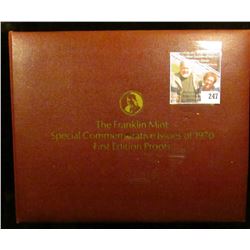 The Franklin Mint
Special Commemorative Issues of 1970
First Edition Proofs
247